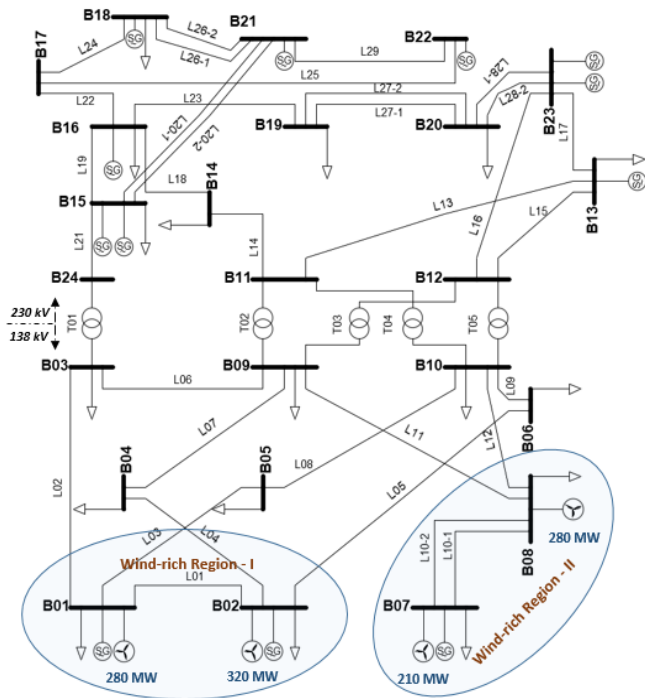 B18
L26-2
L26-1
B21
B22
B17
L24
SG
SG
SG
L29
L25
L22
L23
L27-2
L27-1
L28-1
L28-2
SG
SG
B23
L17
B16
B19
B20
L19
SG
L20-1
L20-2
L18
B14
B15
L13
L16
L15
SG
B13
L21
SG
SG
L14
B24
B11
B12
230 kV
138 kV
T01
T02
T03
T04
T05
B03
B09
B10
L06
L09
B06
L07
L11
L12
B04
B05
L08
L05
L02
L03
L04
280 MW
B08
Wind-rich Region - I
L01
L10-2
L10-1
B01
B02
B07
Wind-rich Region - II
SG
SG
SG
280 MW
320 MW
210 MW